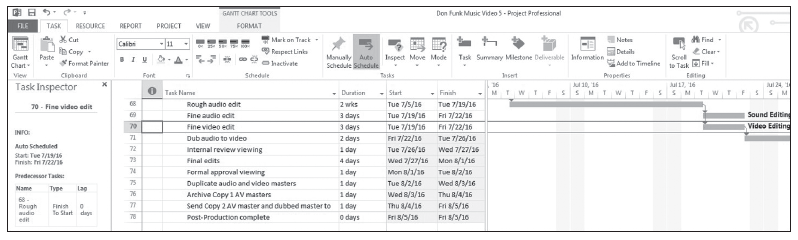 GANTT CHART TOOLS
Don Funk Music Video 5 - Project Professional
FILE TASK RESOURCE REPORT PROJECT VIEW FORMAT
Gantt Chart
View
Paste
Cut
Copy
Format Painter
Clipboard
Calibri 11
B I U A
Font
0% 25% 50% 75% 100%
Mark on Track
Respect Links
Inactivate
Schedule
Manually Schedule
Auto Schedule
Inspect Move Mode
Tasks
Task Summary Milestone Deliverable
Insert
Information
Notes
Details
Add to Timeline
Properties
Scroll to Task
Find
Clear
Fill
Editing
Task Inspector
70 - Fine video edit
INFO:
Auto Scheduled
Start: Tue 7/19/16
Finish: Fri 7/22/16
Predecessor Tasks:
Name Type Lag
68 - Rough audio edit Finish To Start 0 days
Task Name Duration Start Finish
68 Rough audio edit 2 wks Tue 7/5/16 Tue 7/19/16
69 Fine audio edit 3 days Tue 7/19/16 Fri 7/22/16
70 Fine video edit 3 days Tue 7/19/16 Fri 7/22/16
71 Dub audio to video 2 days Fri 7/22/16 Tue 7/26/16
72 Internal review viewing 1 day Tue 7/26/16 Wed 7/27/16
73 Final edits 4 days Wed 7/27/16 Mon 8/1/16
74 Formal approval viewing 1 day Mon 8/1/16 Tue 8/2/16
75 Duplicate audio and video masters 1 day Tue 8/2/16 Wed 8/3/16
76 Archive Copy 1 AV masters 1 day Wed 8/3/16 Thu 8/4/16
77 Send Copy 2 AV master and dubbed master to 1 day Thu 8/4/16 Fri 8/5/16
78 Post-Production complete 0 days Fri 8/5/16 Fri 8/5/16
'16 Jul 10, '16 Jul 17, '16 Jul 24, '1
M T W T F S S M T W T F S S M T W T F S S M
Sound Editing
Video Editing